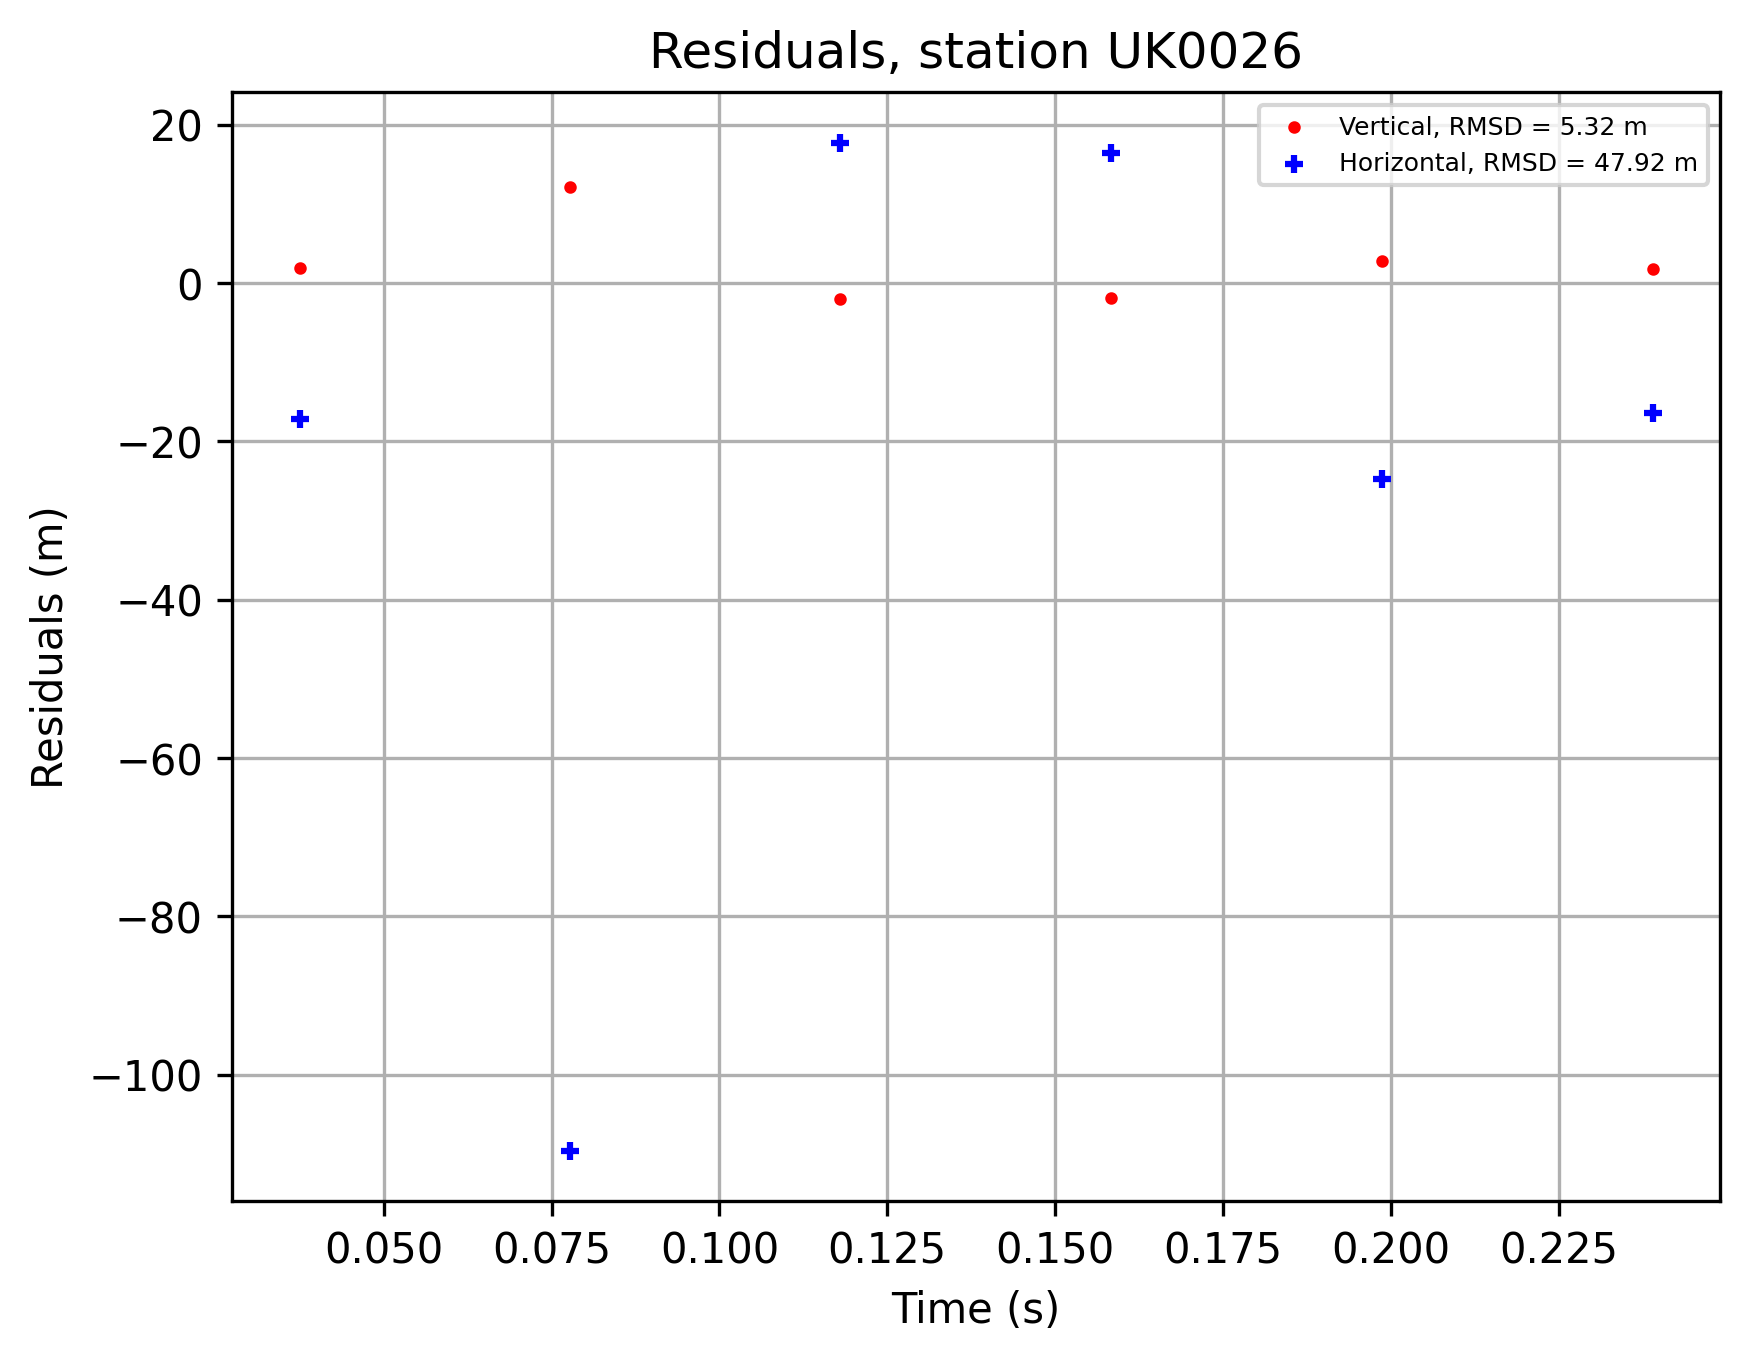 Residuals, station UK0026
Vertical, RMSD = 5.32 m
Horizontal, RMSD = 47.92 m
20
0
−20
−40
−60
−80
−100
Residuals (m)
0.050 0.075 0.100 0.125 0.150 0.175 0.200 0.225
Time (s)